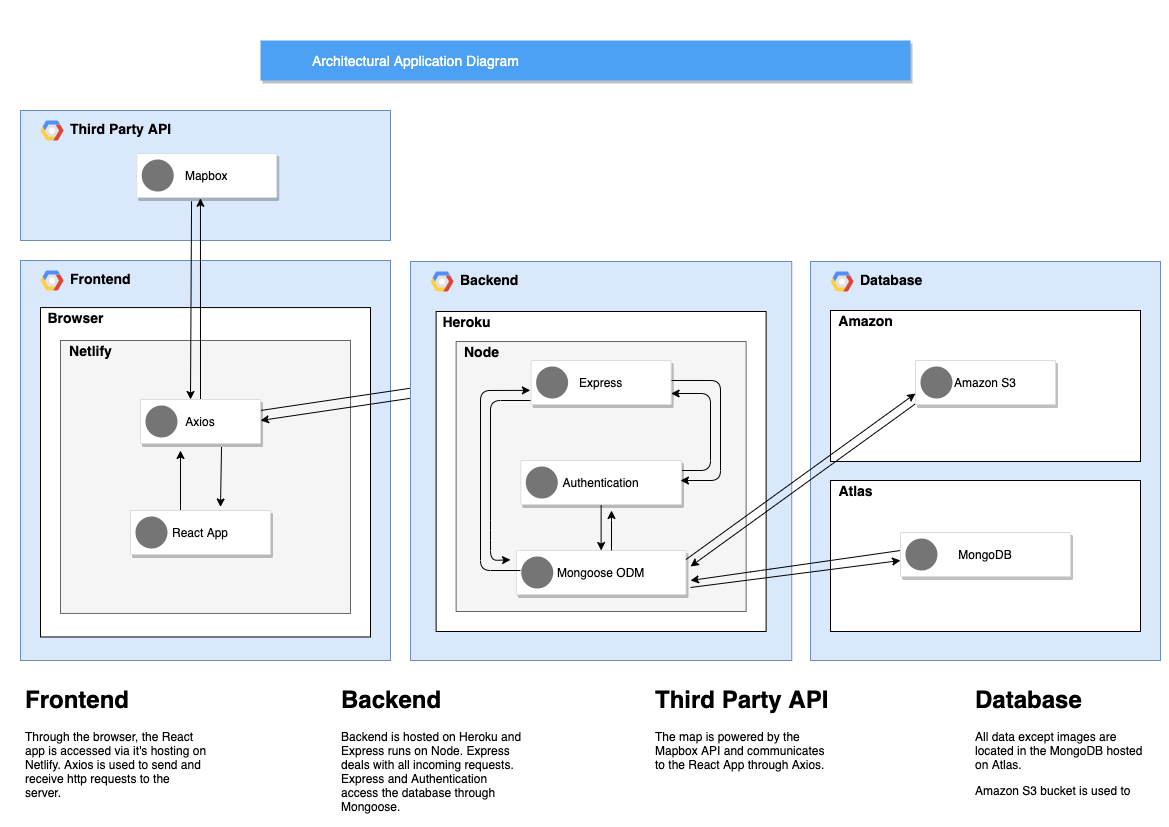 Architectural Application Diagram
Third Party API
Mapbox
Frontend
Browser
Netlify
Axios
React App
Backend
Heroku
Node
Express
Authentication
Mongoose ODM
Database
Amazon
Amazon S3
Atlas
MongoDB
Frontend
Through the browser, the React
app is accessed via it's hosting on
Netlify. Axios is used to send and
receive http requests to the
server.
Backend
Backend is hosted on Heroku and
Express runs on Node. Express
deals with all incoming requests.
Express and Authentication
access the database through
Mongoose.
Third Party API
The map is powered by the
Mapbox API and communicates
to the React App through Axios.
Database
All data except images are
located in the MongoDB hosted
on Atlas.
Amazon S3 bucket is used to